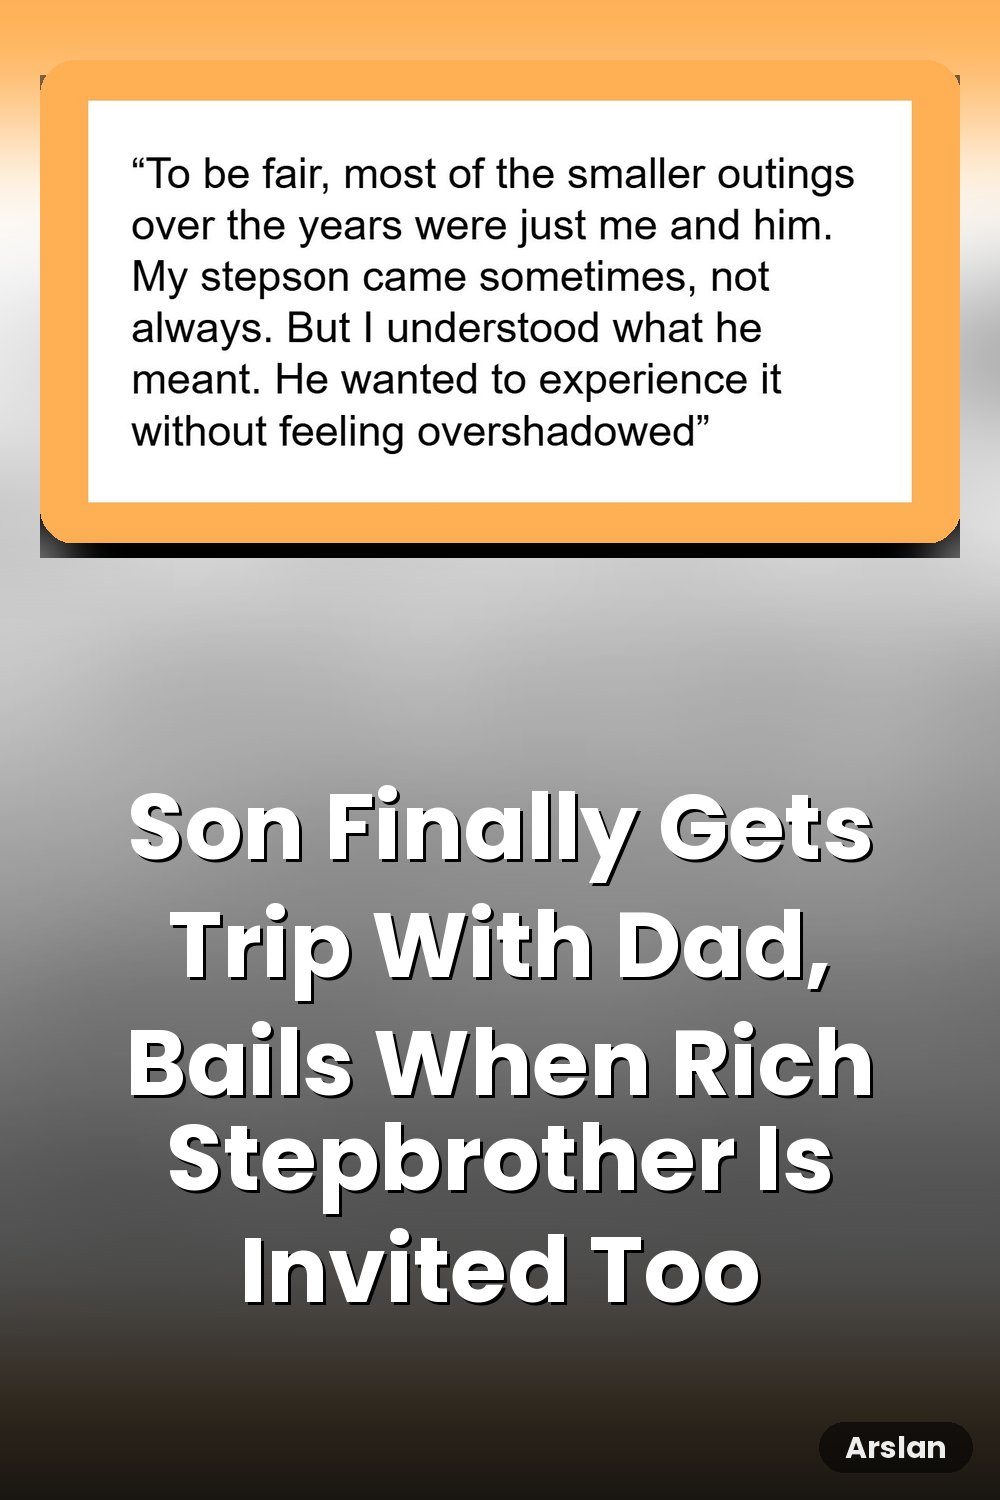 “To be fair, most of the smaller outings
over the years were just me and him.
My stepson came sometimes, not
always. But I understood what he
meant. He wanted to experience it
without feeling overshadowed”
Son Finally Gets
Trip With Dad,
Bails When Rich
Stepbrother Is
Invited Too
Arslan